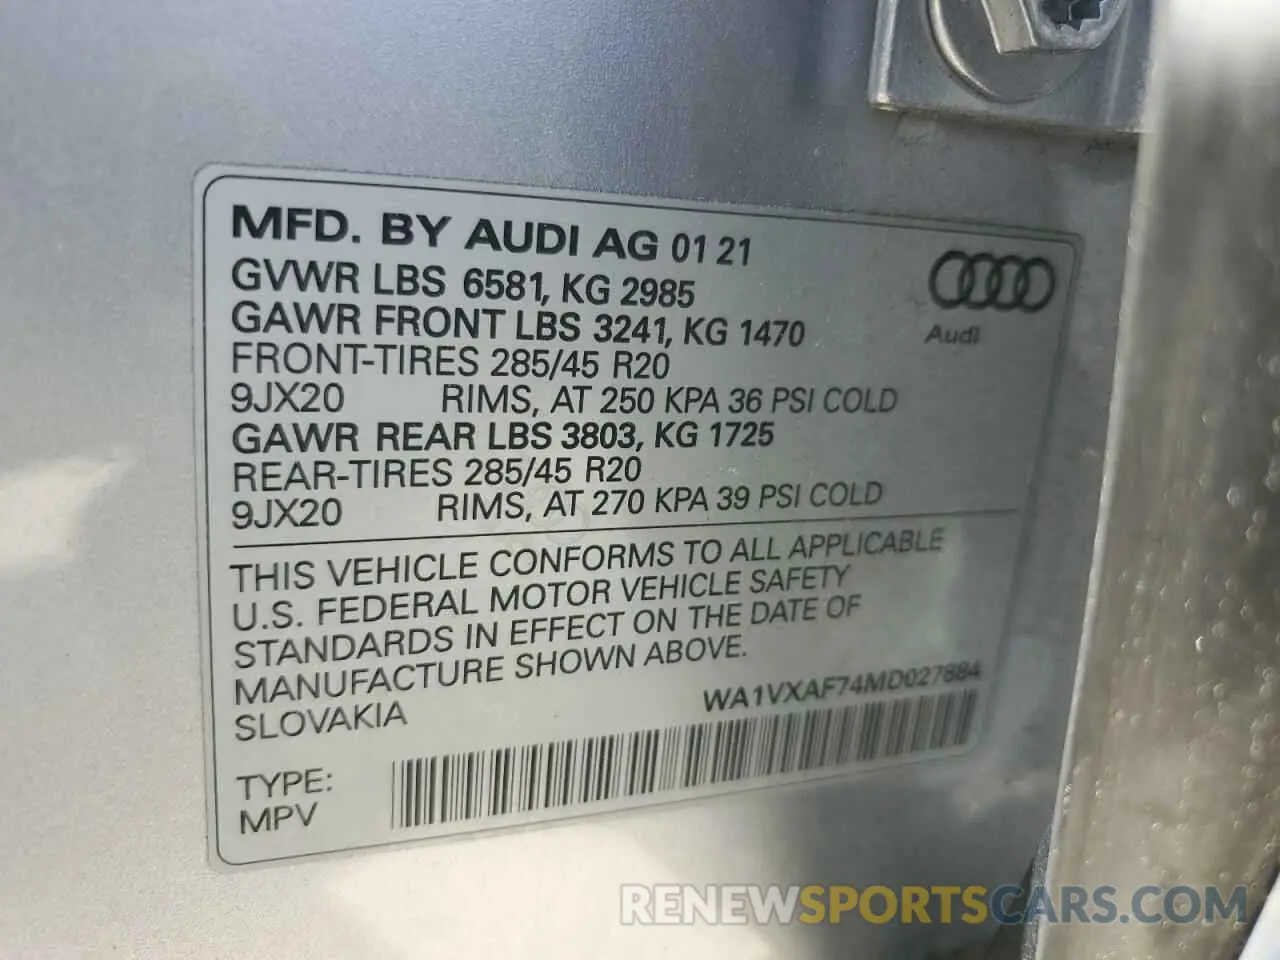 MFD. BY AUDI AG 01 21
GVWR LBS 6581, KG 2985
GAWR FRONT LBS 3241, KG 1470
FRONT-TIRES 285/45 R20
9JX20 RIMS, AT 250 KPA 36 PSI COLD
GAWR REAR LBS 3803, KG 1725
REAR-TIRES 285/45 R20
9JX20 RIMS, AT 270 KPA 39 PSI COLD
Audi
THIS VEHICLE CONFORMS TO ALL APPLICABLE
U.S. FEDERAL MOTOR VEHICLE SAFETY
STANDARDS IN EFFECT ON THE DATE OF
MANUFACTURE SHOWN ABOVE.
SLOVAKIA
WA1VXAF74MD027884
TYPE:
MPV
RENEWSPORTSCARS.COM